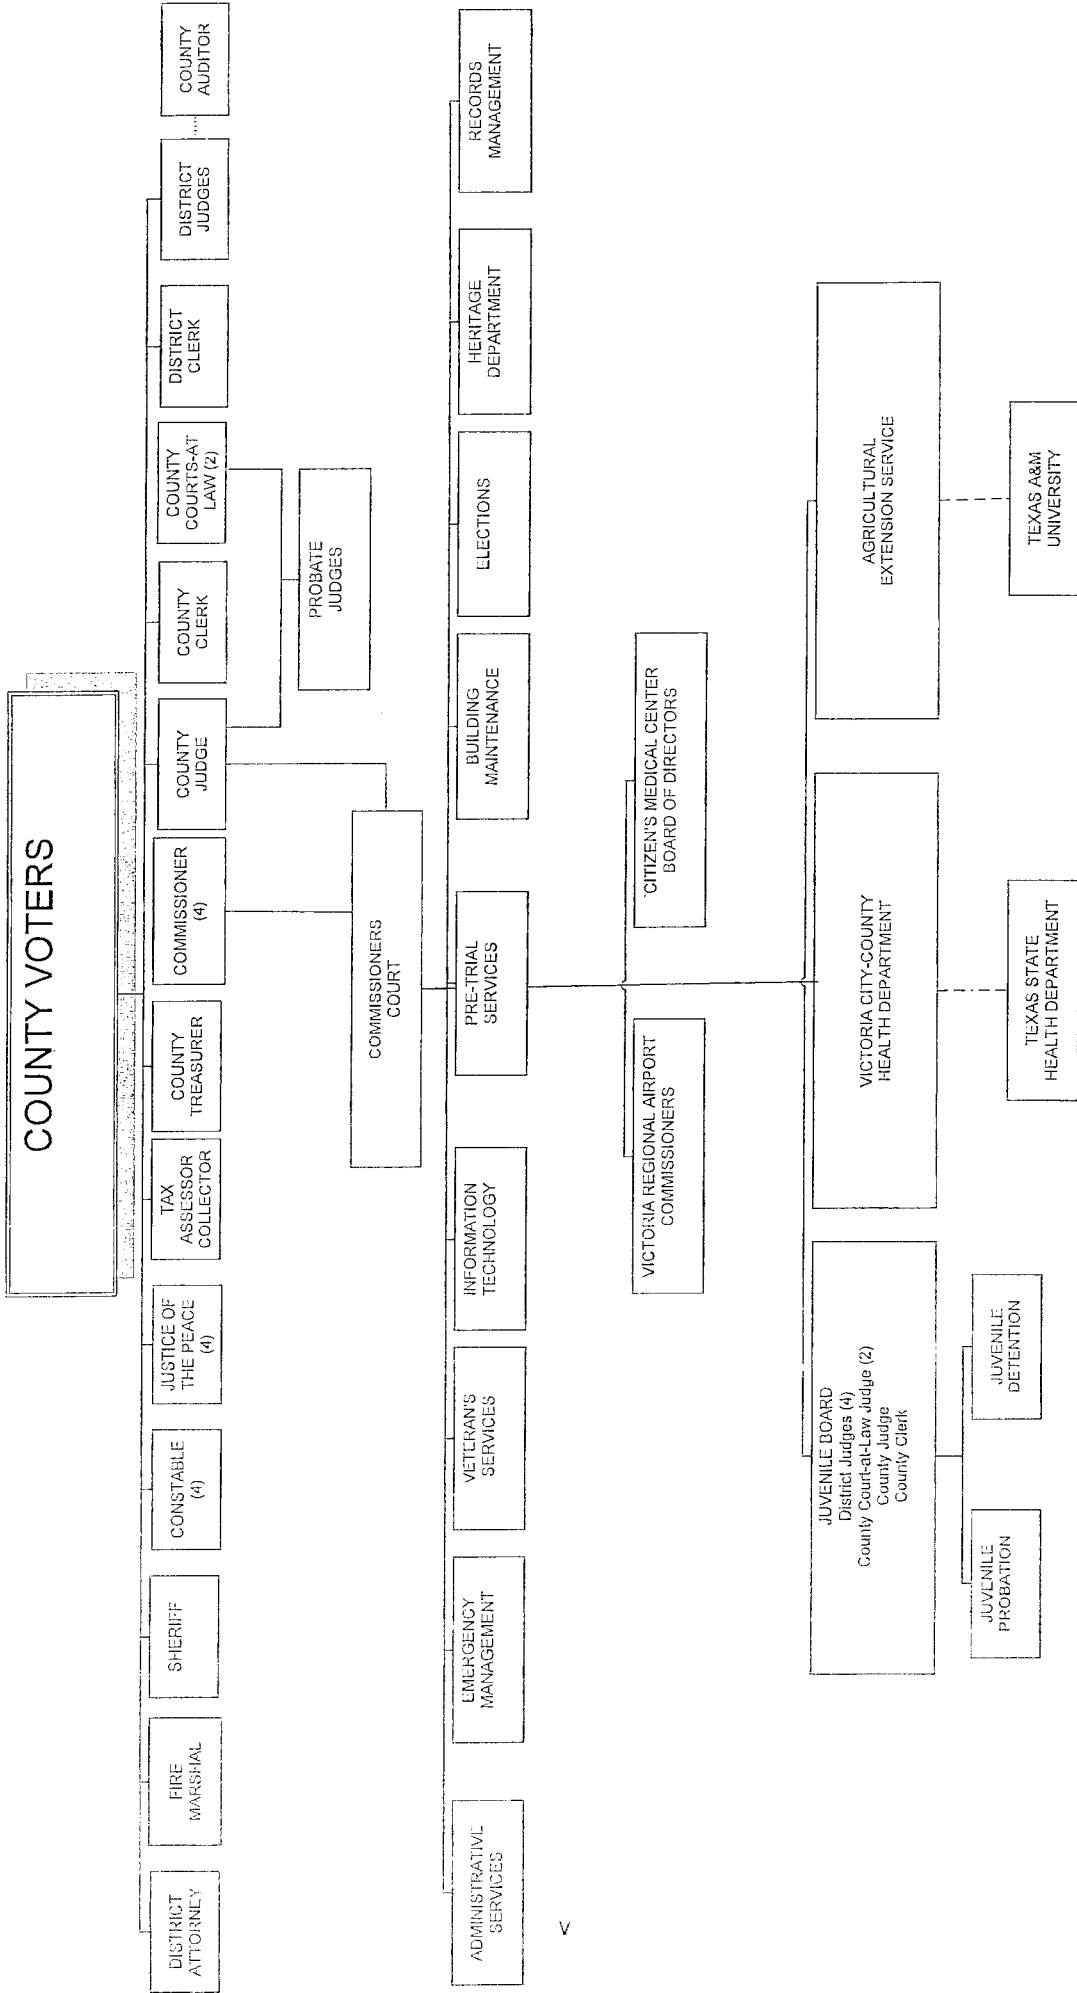 COUNTY VOTERS
DISTRICT
ATTORNEY
FIRE
MARSHAL
SHERIFF
CONSTABLE
(4)
JUSTICE OF
THE PEACE
(4)
TAX
ASSESSOR
COLLECTOR
COUNTY
TREASURER
COMMISSIONER
(4)
COUNTY
JUDGE
COUNTY
CLERK
COUNTY
COURTS-AT
LAW (2)
DISTRICT
CLERK
DISTRICT
JUDGES
COUNTY
AUDITOR
PROBATE
JUDGES
COMMISSIONERS
COURT
ADMINISTRATIVE
SERVICES
EMERGENCY
MANAGEMENT
VETERAN'S
SERVICES
INFORMATION
TECHNOLOGY
PRE-TRIAL
SERVICES
BUILDING
MAINTENANCE
ELECTIONS
HERITAGE
DEPARTMENT
RECORDS
MANAGEMENT
VICTORIA REGIONAL AIRPORT
COMMISSIONERS
'CITIZEN'S MEDICAL CENTER
BOARD OF DIRECTORS
JUVENILE BOARD
District Judges (4)
County Court-at-Law Judge (2)
County Judge
County Clerk
VICTORIA CITY-COUNTY
HEALTH DEPARTMENT
AGRICULTURAL
EXTENSION SERVICE
JUVENILE
PROBATION
JUVENILE
DETENTION
TEXAS STATE
HEALTH DEPARTMENT
TEXAS A&M
UNIVERSITY
V